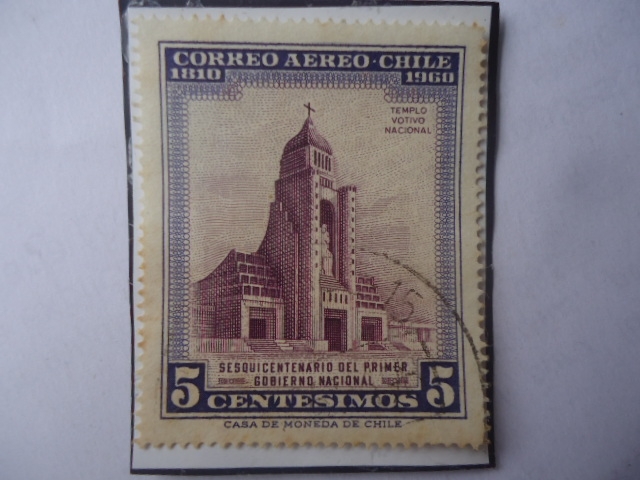 CORREO AEREO·CHILE
1810 1960
TEMPLO
VOTIVO
NACIONAL
15
SESQUICENTENARIO DEL PRIMER
GOBIERNO NACIONAL
5 CENTESIMOS 5
CASA DE MONEDA DE CHILE